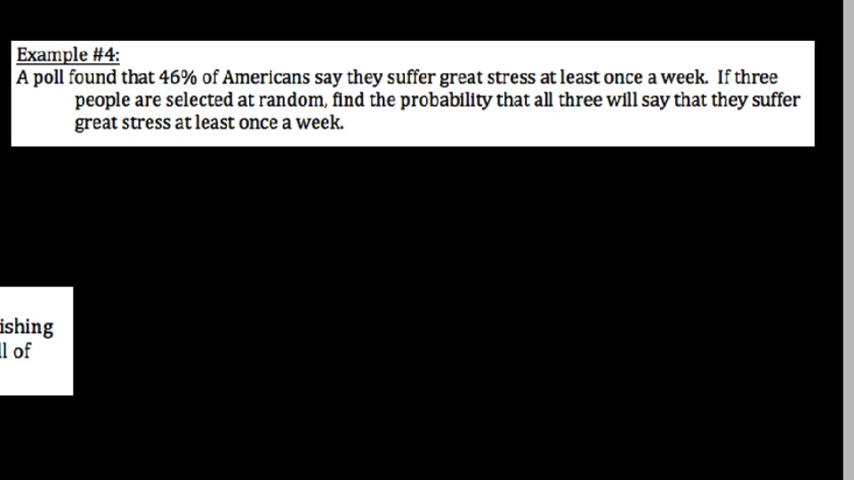 Example #4:
A poll found that 46% of Americans say they suffer great stress at least once a week. If three
people are selected at random, find the probability that all three will say that they suffer
great stress at least once a week.
ishing
ll of